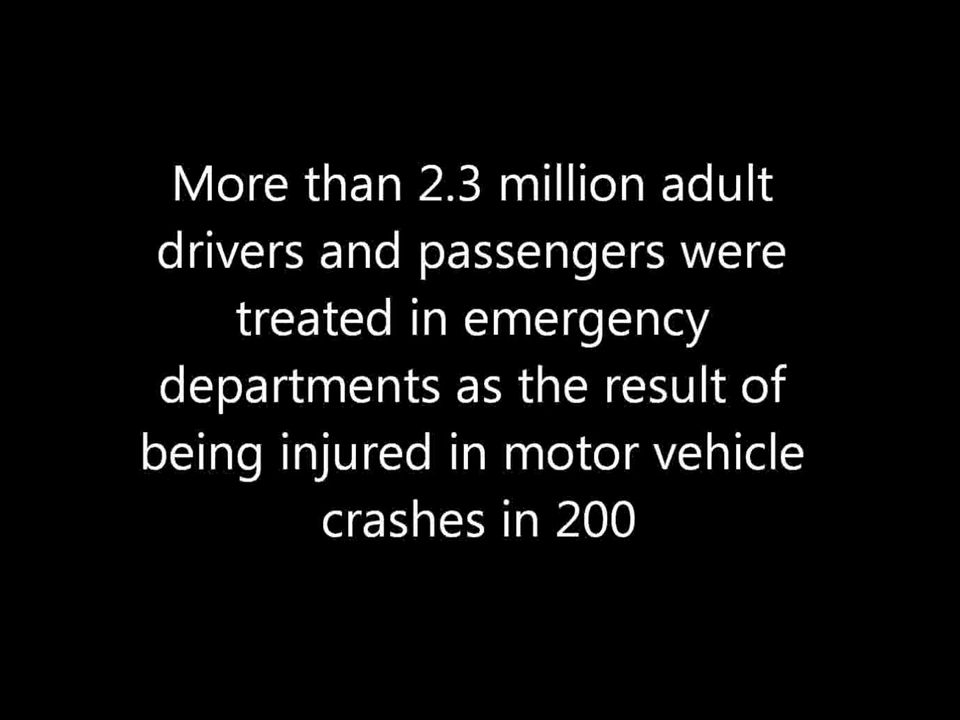 More than 2.3 million adult
drivers and passengers were
treated in emergency
departments as the result of
being injured in motor vehicle
crashes in 200